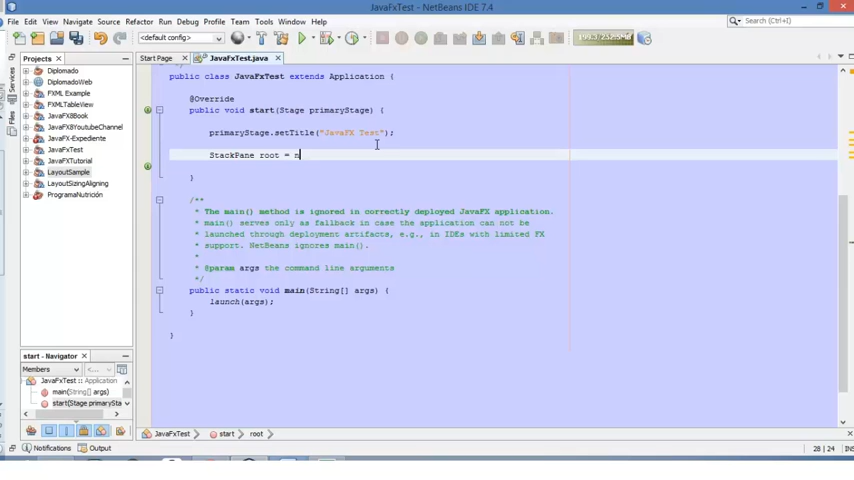 JavaFxTest - NetBeans IDE 7.4
File Edit View Navigate Source Refactor Run Debug Profile Team Tools Window Help
Search (Ctrl+I)
<default config>
Projects
Start Page
JavaFxTest.java
Services
Files
Diplomado
DiplomadoWeb
FXML Example
FXMLTableView
JavaFX8Book
JavaFX8YoutubeChannel
JavaFX-Expediente
JavaFxTest
JavaFXTutorial
LayoutSample
LayoutSizingAligning
ProgramaNutrición
public class JavaFxTest extends Application {
@Override
public void start(Stage primaryStage) {
primaryStage.setTitle("JavaFX Test");
StackPane root = n
}
/**
* The main() method is ignored in correctly deployed JavaFX application.
* main() serves only as fallback in case the application can not be
* launched through deployment artifacts, e.g., in IDEs with limited FX
* support. NetBeans ignores main().
*
* @param args the command line arguments
*/
public static void main(String[] args) {
launch(args);
}
}
start - Navigator
Members
<...
JavaFxTest :: Application
main(String[] args)
start(Stage primarySta
JavaFxTest
start
root
Notifications
Output
28 | 24
INS